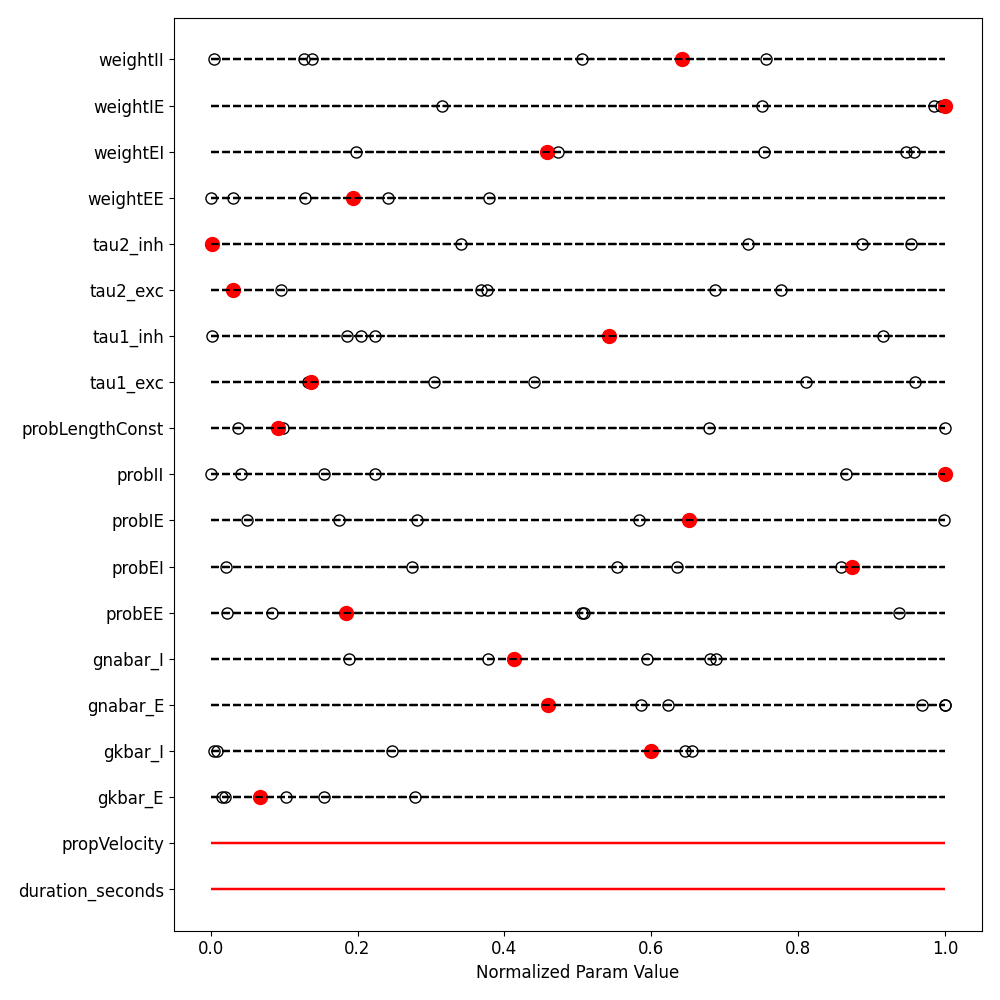 weightII
weightIE
weightEI
weightEE
tau2_inh
tau2_exc
tau1_inh
tau1_exc
probLengthConst
probII
probIE
probEI
probEE
gnabar_I
gnabar_E
gkbar_I
gkbar_E
propVelocity
duration_seconds
0.0 0.2 0.4 0.6 0.8 1.0
Normalized Param Value